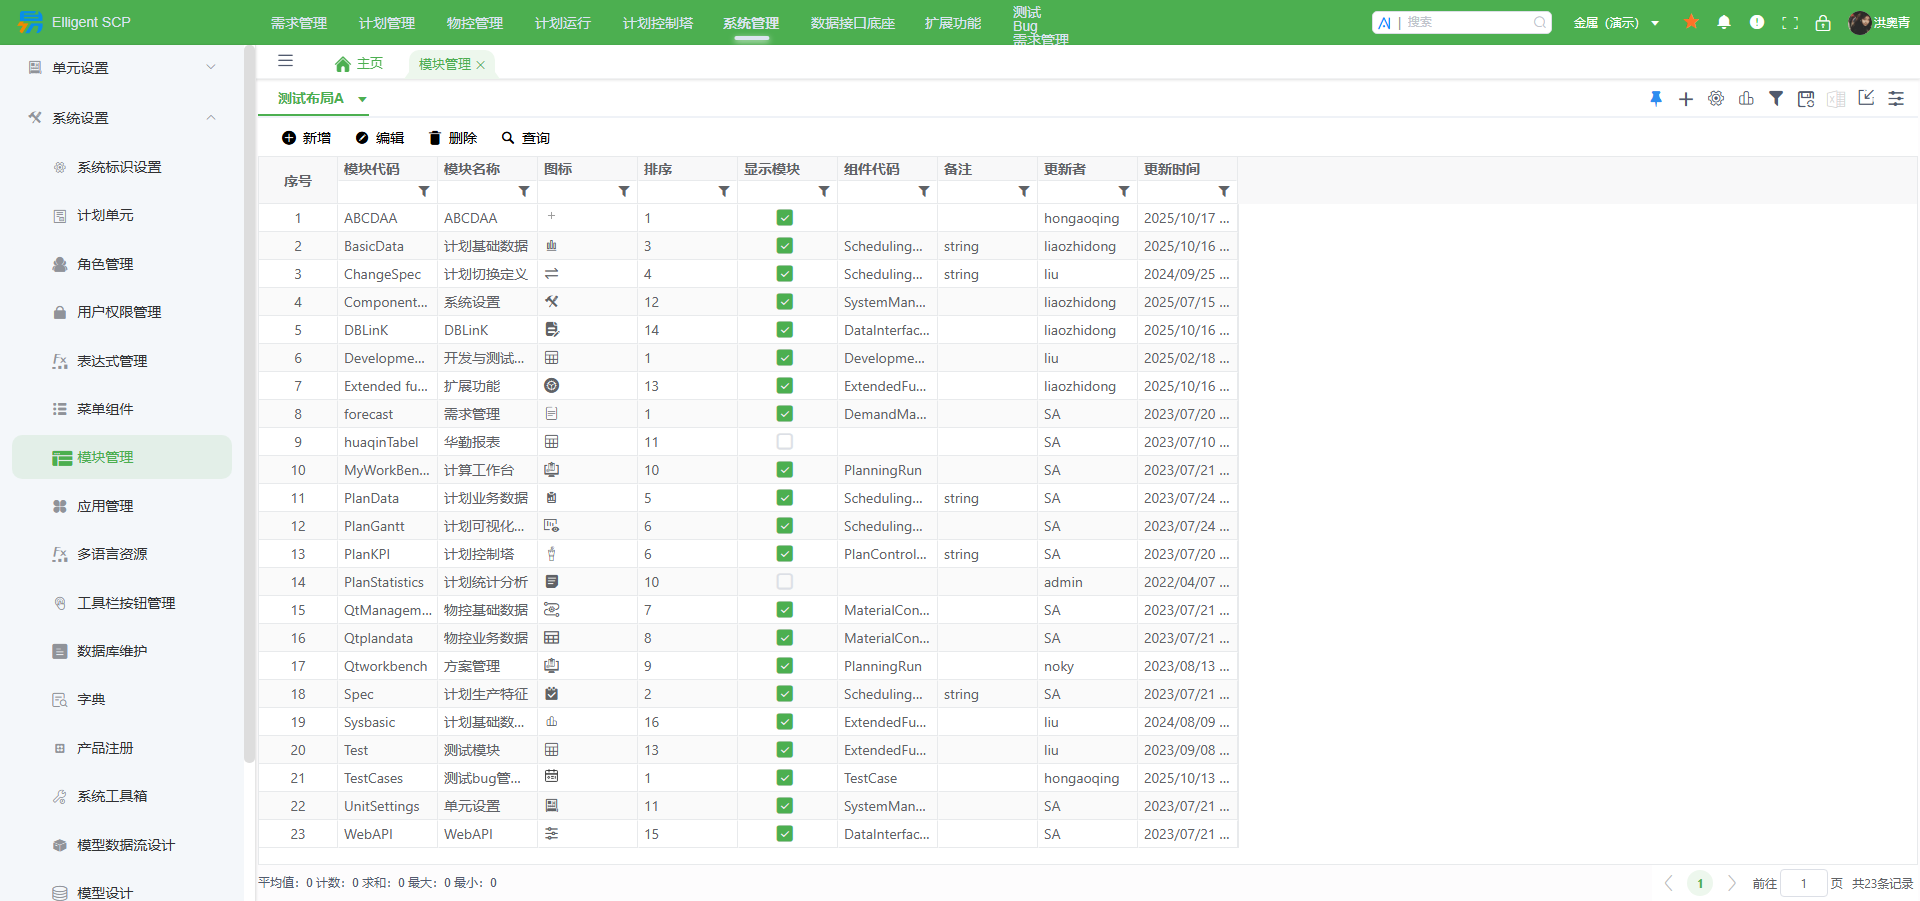 Elligent SCP
需求管理 计划管理 物控管理 计划运行 计划控制塔 系统管理 数据接口底座 扩展功能
测试
Bug
需求管理
搜索
金属（演示）
洪奥青
单元设置
系统设置
系统标识设置
计划单元
角色管理
用户权限管理
表达式管理
菜单组件
模块管理
应用管理
多语言资源
工具栏按钮管理
数据库维护
字典
产品注册
系统工具箱
模型数据流设计
模型设计
主页 模块管理
测试布局A
新增 编辑 删除 查询
序号 模块代码 模块名称 图标 排序 显示模块 组件代码 备注 更新者 更新时间
1 ABCDAA ABCDAA 1 hongaoqing 2025/10/17 ...
2 BasicData 计划基础数据 3 Scheduling... string liaozhidong 2025/10/16 ...
3 ChangeSpec 计划切换定义 4 Scheduling... string liu 2024/09/25 ...
4 Component... 系统设置 12 SystemMan... liaozhidong 2025/07/15 ...
5 DBLinK DBLinK 14 DataInterfac... liaozhidong 2025/10/16 ...
6 Developme... 开发与测试... 1 Developme... liu 2025/02/18 ...
7 Extended fu... 扩展功能 13 ExtendedFu... liaozhidong 2025/10/16 ...
8 forecast 需求管理 1 DemandMa... SA 2023/07/20 ...
9 huaqinTabel 华勤报表 11 SA 2023/07/10 ...
10 MyWorkBen... 计算工作台 10 PlanningRun SA 2023/07/21 ...
11 PlanData 计划业务数据 5 Scheduling... string SA 2023/07/24 ...
12 PlanGantt 计划可视化... 6 Scheduling... SA 2023/07/24 ...
13 PlanKPI 计划控制塔 6 PlanControl... string SA 2023/07/20 ...
14 PlanStatistics 计划统计分析 10 admin 2022/04/07 ...
15 QtManagem... 物控基础数据 7 MaterialCon... SA 2023/07/21 ...
16 Qtplandata 物控业务数据 8 MaterialCon... SA 2023/07/21 ...
17 Qtworkbench 方案管理 9 PlanningRun noky 2023/08/13 ...
18 Spec 计划生产特征 2 Scheduling... string SA 2023/07/21 ...
19 Sysbasic 计划基础数... 16 ExtendedFu... liu 2024/08/09 ...
20 Test 测试模块 13 ExtendedFu... liu 2023/09/08 ...
21 TestCases 测试bug管... 1 TestCase hongaoqing 2025/10/13 ...
22 UnitSettings 单元设置 11 SystemMan... SA 2023/07/21 ...
23 WebAPI WebAPI 15 DataInterfac... SA 2023/07/21 ...
平均值：0 计数：0 求和：0 最大：0 最小：0
1 前往 1 页 共23条记录